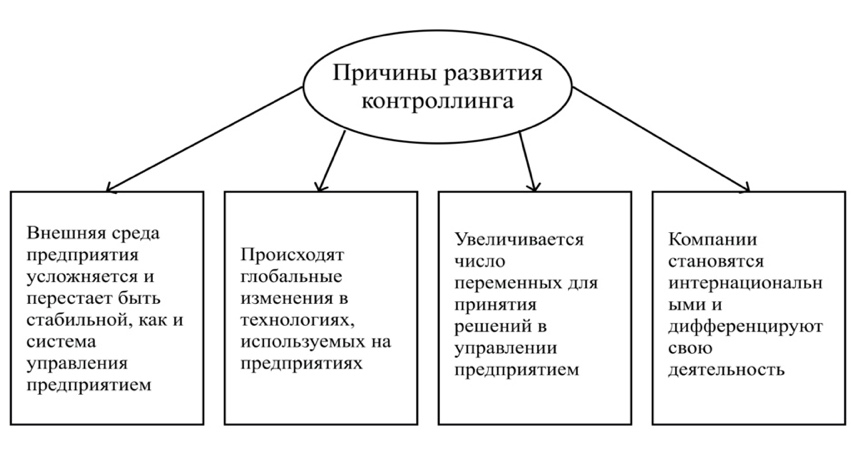 Причины развития
контроллинга
Внешняя среда
предприятия
усложняется и
перестает быть
стабильной, как и
система
управления
предприятием
Происходят
глобальные
изменения в
технологиях,
используемых на
предприятиях
Увеличивается
число
переменных для
принятия
решений в
управлении
предприятием
Компании
становятся
интернациональн
ыми и
дифференцируют
свою
деятельность